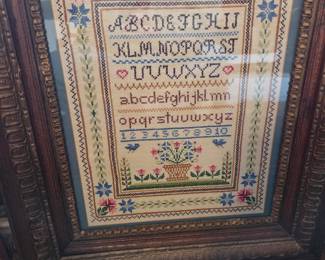 ABCDEFGHIJ
KLMNOPQRST
UVWXYZ
abcdefghijklmn
opqrstuvwxyz
12345678910